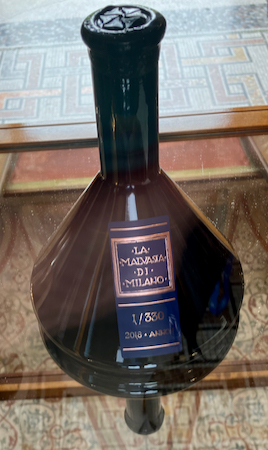 · LA ·
· MALVASIA ·
· DI ·
· MILANO ·
1/330
2018 · ANNO